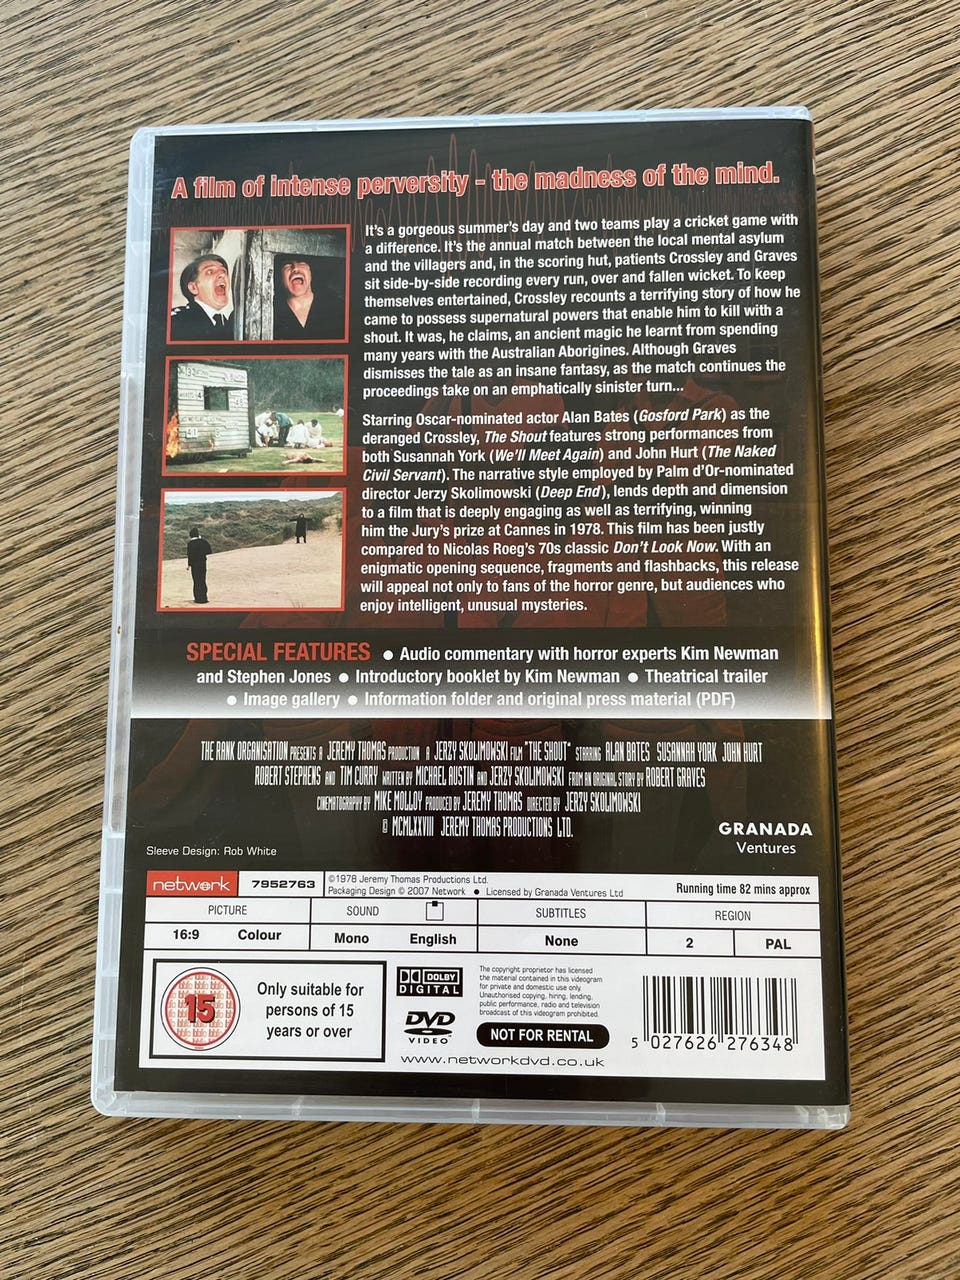 A film of intense perversity - the madness of the mind.
It's a gorgeous summer's day and two teams play a cricket game with
a difference. It's the annual match between the local mental asylum
and the villagers and, in the scoring hut, patients Crossley and Graves
sit side-by-side recording every run, over and fallen wicket. To keep
themselves entertained, Crossley recounts a terrifying story of how he
came to possess supernatural powers that enable him to kill with a
shout. It was, he claims, an ancient magic he learnt from spending
many years with the Australian Aborigines. Although Graves
dismisses the tale as an insane fantasy, as the match continues the
proceedings take on an emphatically sinister turn...
Starring Oscar-nominated actor Alan Bates (Gosford Park) as the
deranged Crossley, The Shout features strong performances from
both Susannah York (We'll Meet Again) and John Hurt (The Naked
Civil Servant). The narrative style employed by Palm d'Or-nominated
director Jerzy Skolimowski (Deep End), lends depth and dimension
to a film that is deeply engaging as well as terrifying, winning
him the Jury's prize at Cannes in 1978. This film has been justly
compared to Nicolas Roeg's 70s classic Don't Look Now. With an
enigmatic opening sequence, fragments and flashbacks, this release
will appeal not only to fans of the horror genre, but audiences who
enjoy intelligent, unusual mysteries.
SPECIAL FEATURES ● Audio commentary with horror experts Kim Newman
and Stephen Jones ● Introductory booklet by Kim Newman ● Theatrical trailer
● Image gallery ● Information folder and original press material (PDF)
THE RANK ORGANISATION PRESENTS A JEREMY THOMAS PRODUCTION A JERZY SKOLIMOWSKI FILM "THE SHOUT" STARRING ALAN BATES SUSANNAH YORK JOHN HURT
ROBERT STEPHENS AND TIM CURRY WRITTEN BY MICHAEL AUSTIN AND JERZY SKOLIMOWSKI FROM AN ORIGINAL STORY BY ROBERT GRAVES
CINEMATOGRAPHY BY MIKE MOLLOY PRODUCED BY JEREMY THOMAS DIRECTED BY JERZY SKOLIMOWSKI
© MCMLXXVIII JEREMY THOMAS PRODUCTIONS LTD.
GRANADA
Ventures
Sleeve Design: Rob White
network 7952763
©1978 Jeremy Thomas Productions Ltd.
Packaging Design © 2007 Network ● Licensed by Granada Ventures Ltd
Running time 82 mins approx
PICTURE SOUND SUBTITLES REGION
16:9 Colour Mono English None 2 PAL
15
Only suitable for
persons of 15
years or over
DOLBY
DIGITAL
DVD
VIDEO
The copyright proprietor has licensed
the material contained in this videogram
for private and domestic use only.
Unauthorised copying, hiring, lending,
public performance, radio and television
broadcast of this videogram prohibited.
NOT FOR RENTAL
www.networkdvd.co.uk
5 027626 276348